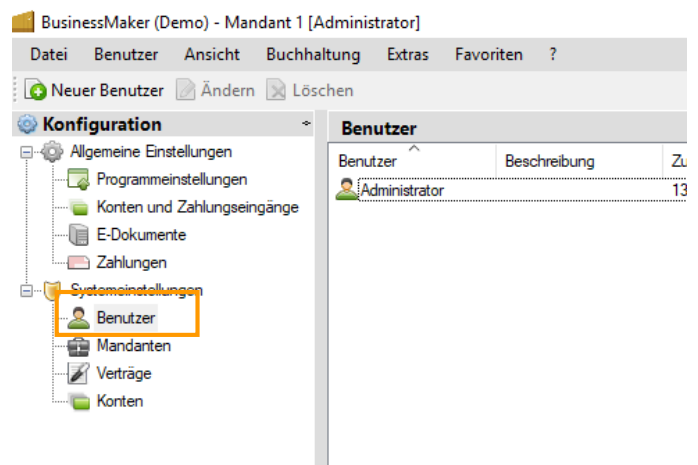 BusinessMaker (Demo) - Mandant 1 [Administrator]
Datei Benutzer Ansicht Buchhaltung Extras Favoriten ?
Neuer Benutzer Ändern Löschen
Konfiguration
Allgemeine Einstellungen
Programmeinstellungen
Konten und Zahlungseingänge
E-Dokumente
Zahlungen
Systemeinstellungen
Benutzer
Mandanten
Verträge
Konten
Benutzer
Benutzer Beschreibung Zu
Administrator 13